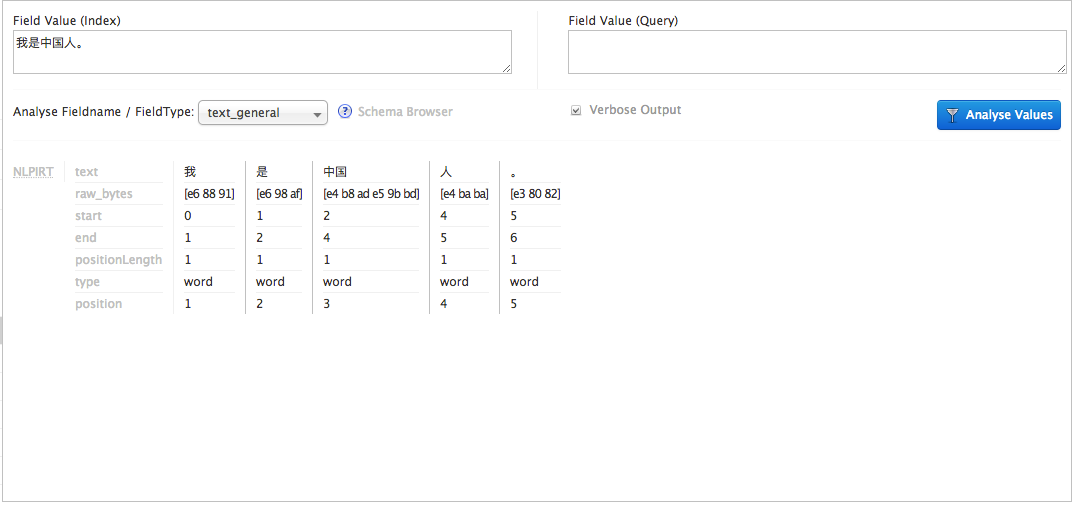 Field Value (Index) Field Value (Query)
我是中国人。
Analyse Fieldname / FieldType: text_general ? Schema Browser Verbose Output Analyse Values
NLPIRT text 我 是 中国 人 。
raw_bytes [e6 88 91] [e6 98 af] [e4 b8 ad e5 9b bd] [e4 ba ba] [e3 80 82]
start 0 1 2 4 5
end 1 2 4 5 6
positionLength 1 1 1 1 1
type word word word word word
position 1 2 3 4 5